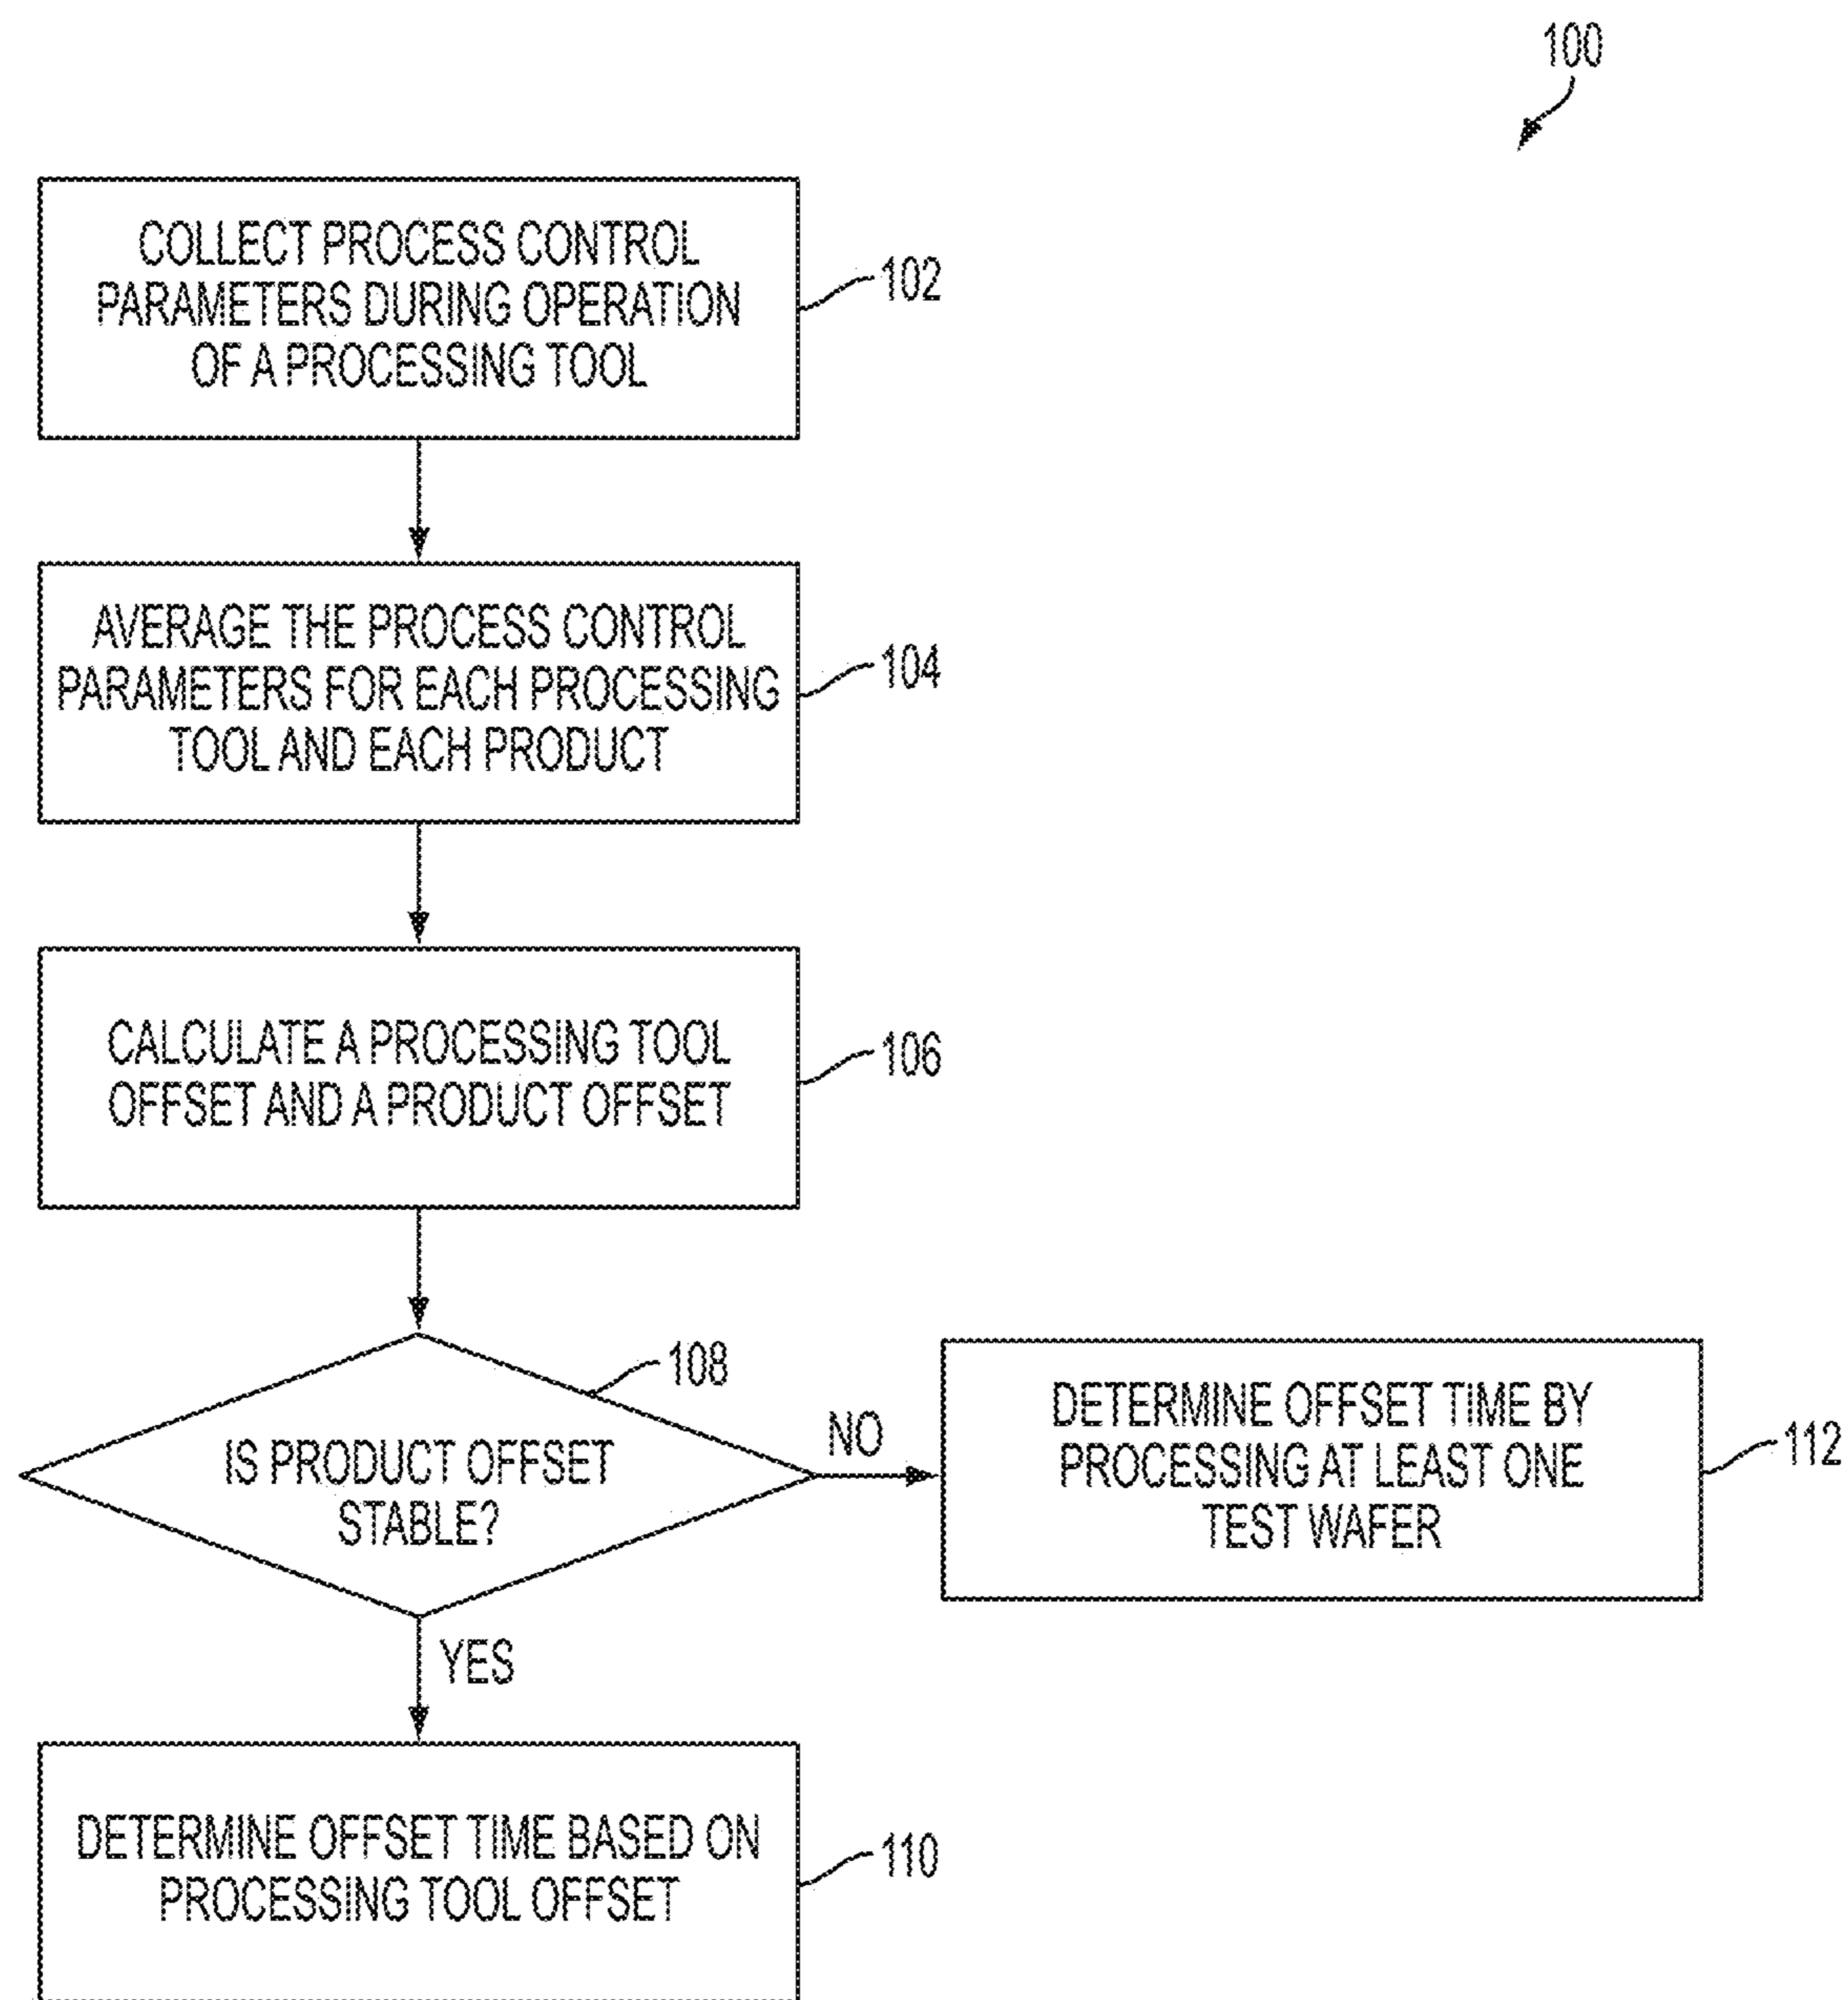 100
COLLECT PROCESS CONTROL
PARAMETERS DURING OPERATION
OF A PROCESSING TOOL
102
AVERAGE THE PROCESS CONTROL
PARAMETERS FOR EACH PROCESSING
TOOL AND EACH PRODUCT
104
CALCULATE A PROCESSING TOOL
OFFSET AND A PRODUCT OFFSET
106
108
IS PRODUCT OFFSET
STABLE?
NO
DETERMINE OFFSET TIME BY
PROCESSING AT LEAST ONE
TEST WAFER
112
YES
DETERMINE OFFSET TIME BASED ON
PROCESSING TOOL OFFSET
110